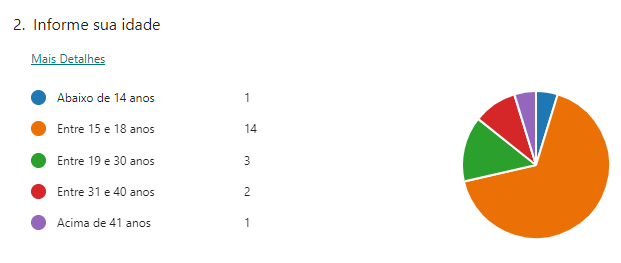 2. Informe sua idade
Mais Detalhes
Abaixo de 14 anos 1
Entre 15 e 18 anos 14
Entre 19 e 30 anos 3
Entre 31 e 40 anos 2
Acima de 41 anos 1